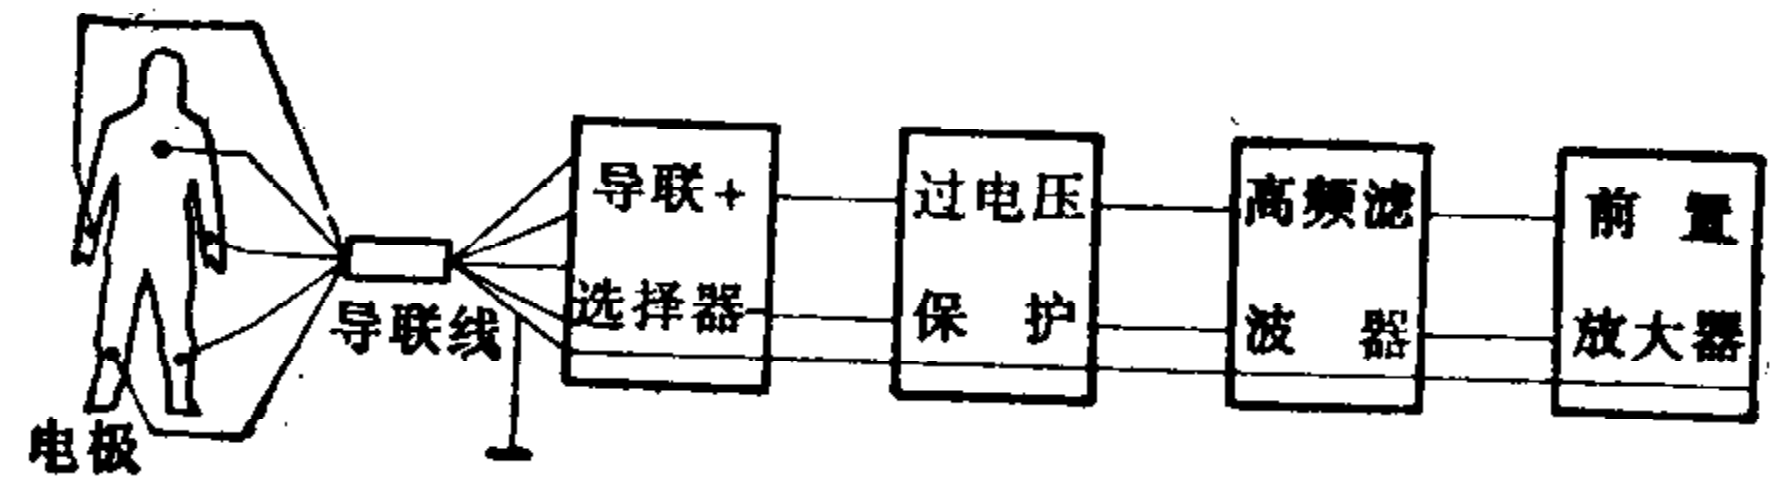 电极
导联线
导联+
选择器-
过电压
保护
高频滤
波器
前置
放大器